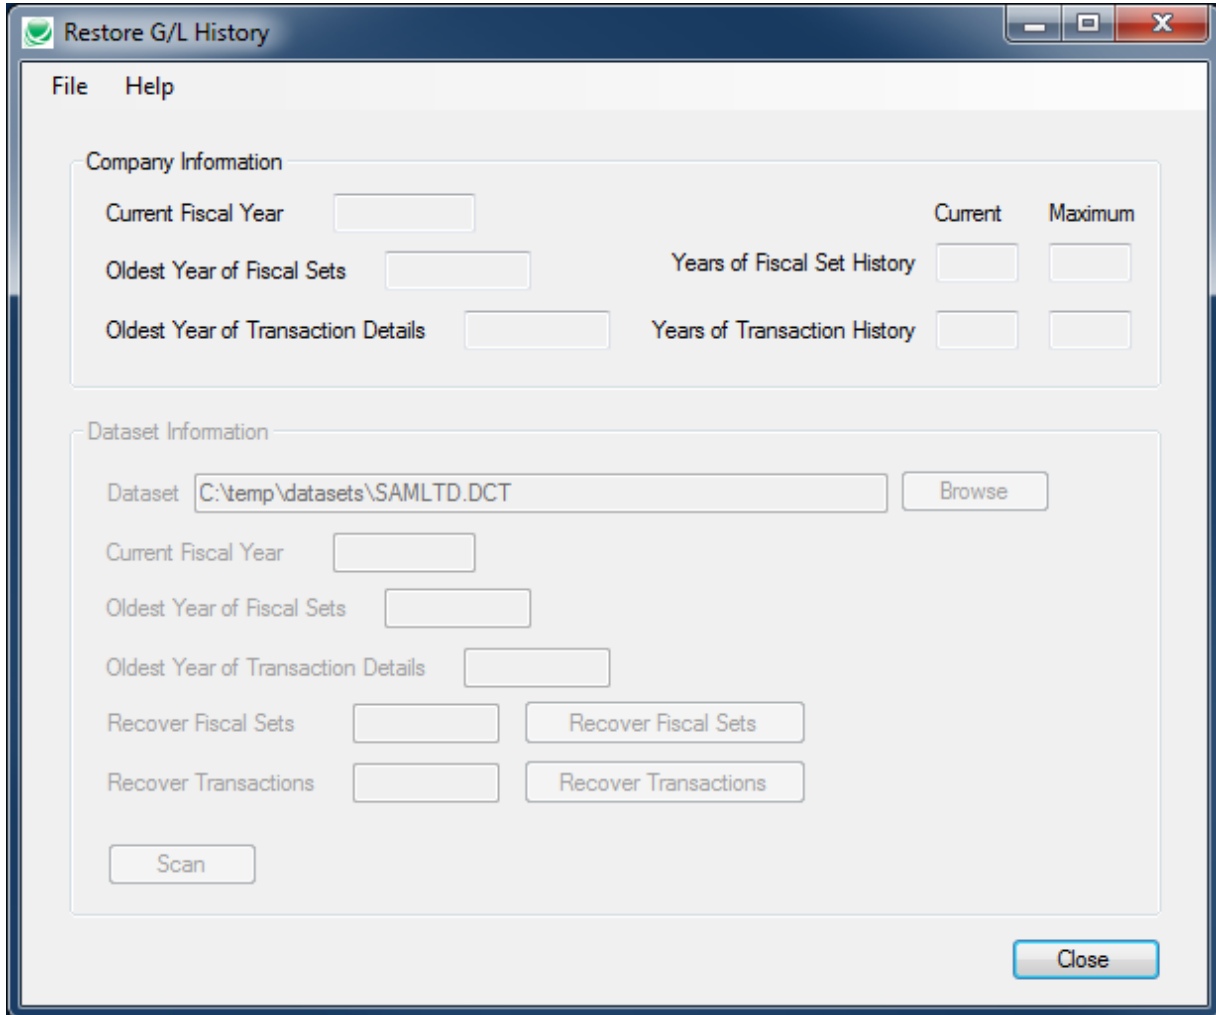 Restore G/L History
File Help
Company Information
Current Fiscal Year
Current Maximum
Oldest Year of Fiscal Sets
Years of Fiscal Set History
Oldest Year of Transaction Details
Years of Transaction History
Dataset Information
Dataset C:\temp\datasets\SAMLTD.DCT Browse
Current Fiscal Year
Oldest Year of Fiscal Sets
Oldest Year of Transaction Details
Recover Fiscal Sets Recover Fiscal Sets
Recover Transactions Recover Transactions
Scan
Close